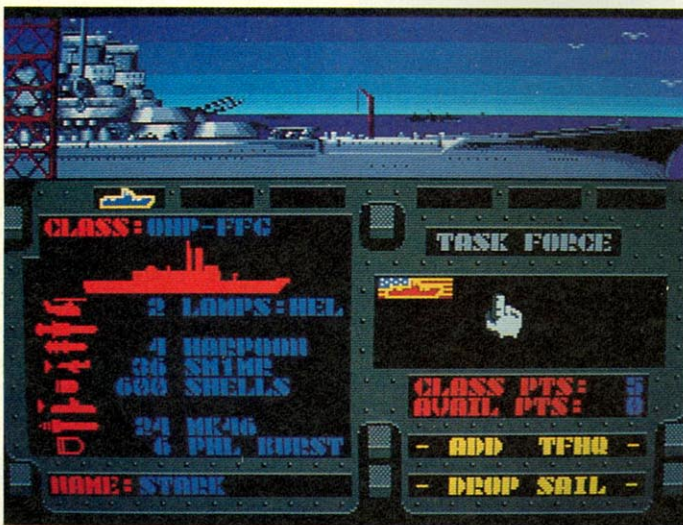 CLASS: OHP-FFG
2 LAMPS:HEL
4 HARPOON
36 SM1MR
600 SHELLS
24 MK46
6 PHL BURST
NAME: STARK
TASK FORCE
CLASS PTS: 5
AVAIL PTS: 0
- ADD TFHQ -
- DROP SAIL -